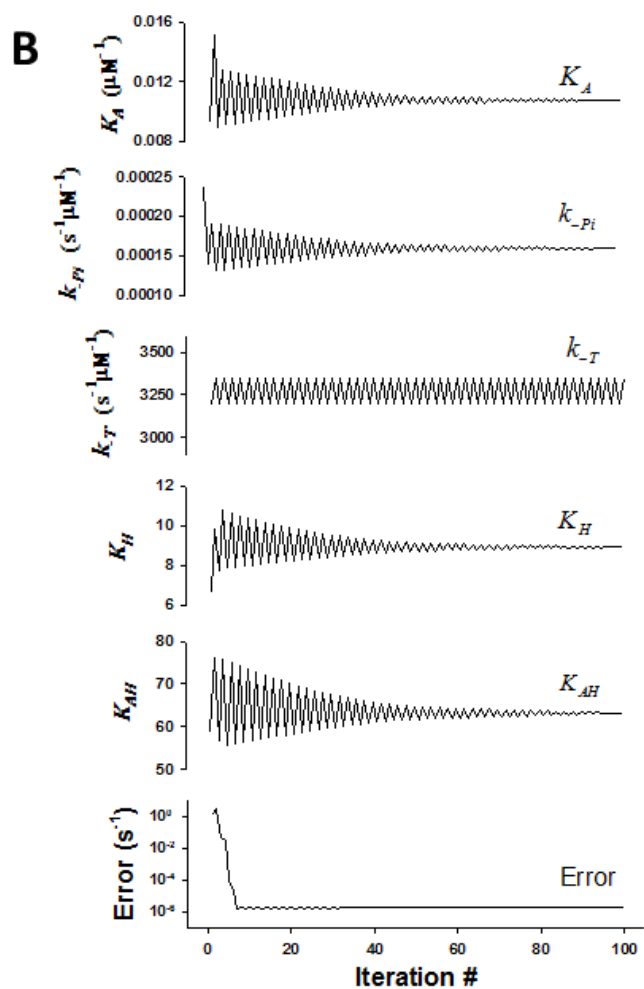 B
K_A (μM⁻¹)
0.016
0.012
0.008
K_A
k_-Pi (s⁻¹μM⁻¹)
0.00025
0.00020
0.00015
0.00010
k_-Pi
k_-T (s⁻¹μM⁻¹)
3500
3250
3000
k_-T
K_H
12
10
8
6
K_H
K_AH
80
70
60
50
K_AH
Error (s⁻¹)
10⁰
10⁻²
10⁻⁴
10⁻⁶
Error
0 20 40 60 80 100
Iteration #